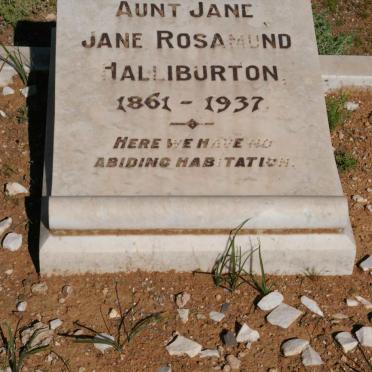 AUNT JANE
JANE ROSAMUND
HALLIBURTON
1861 - 1937
HERE WE HAVE NO
ABIDING HABITATION.